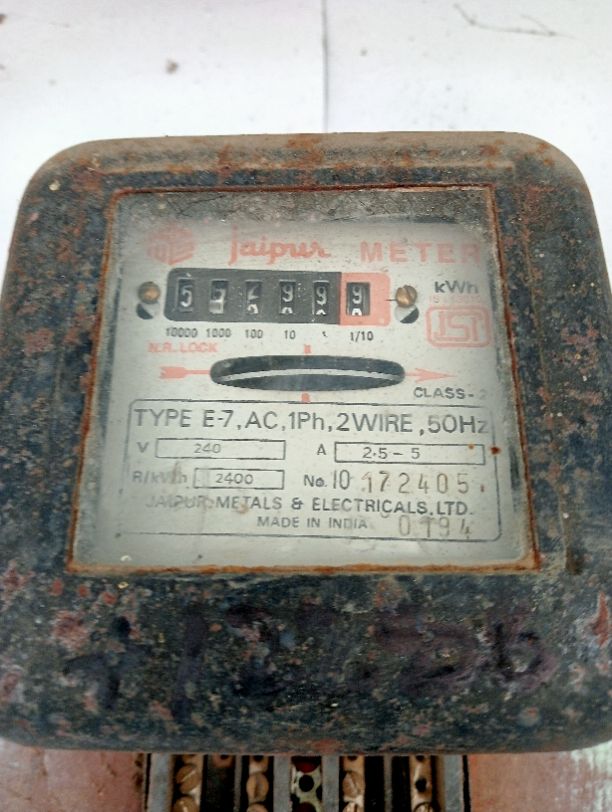 jaipur METER
kWh
ISI
10000 1000 100 10 1 1/10
N.R. LOCK
CLASS-2
TYPE E-7, AC, 1Ph, 2WIRE, 50Hz
V 240 A 2.5-5
R/kWh 2400 No. 10 172405
JAIPUR METALS & ELECTRICALS, LTD.
MADE IN INDIA 0194